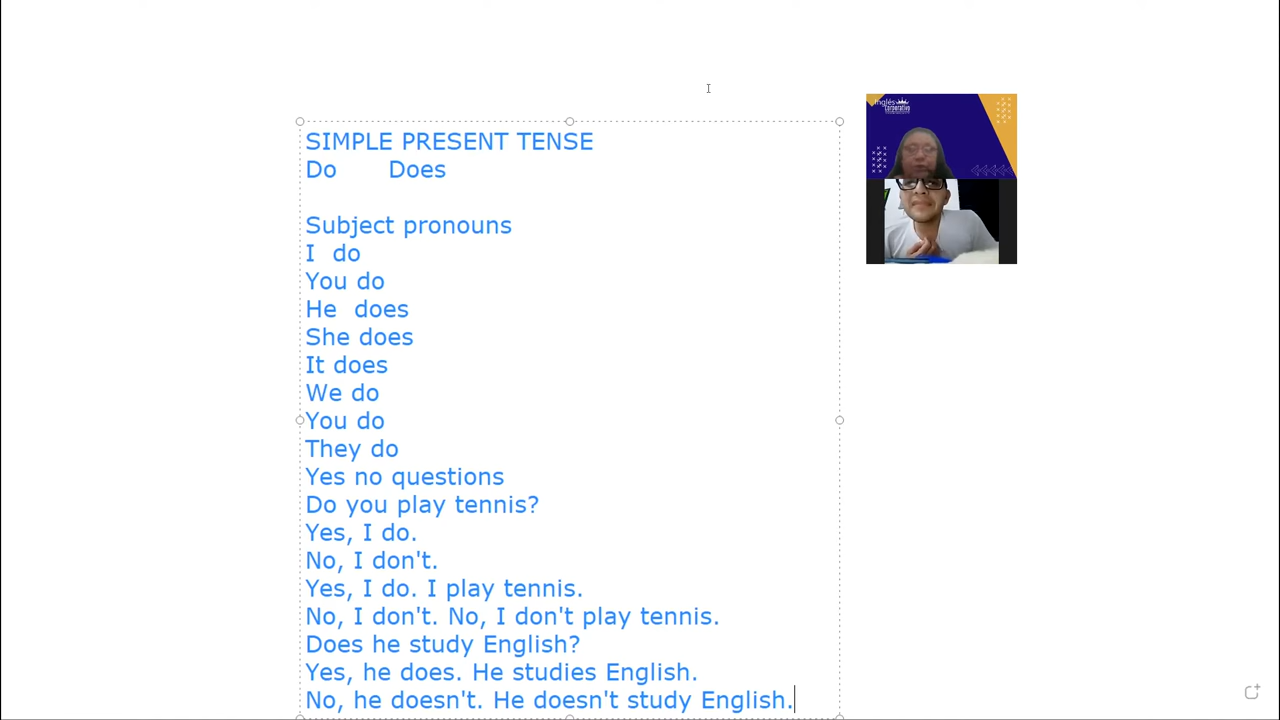 SIMPLE PRESENT TENSE
Do Does
Subject pronouns
I do
You do
He does
She does
It does
We do
You do
They do
Yes no questions
Do you play tennis?
Yes, I do.
No, I don't.
Yes, I do. I play tennis.
No, I don't. No, I don't play tennis.
Does he study English?
Yes, he does. He studies English.
No, he doesn't. He doesn't study English.
Inglés
Corporativo